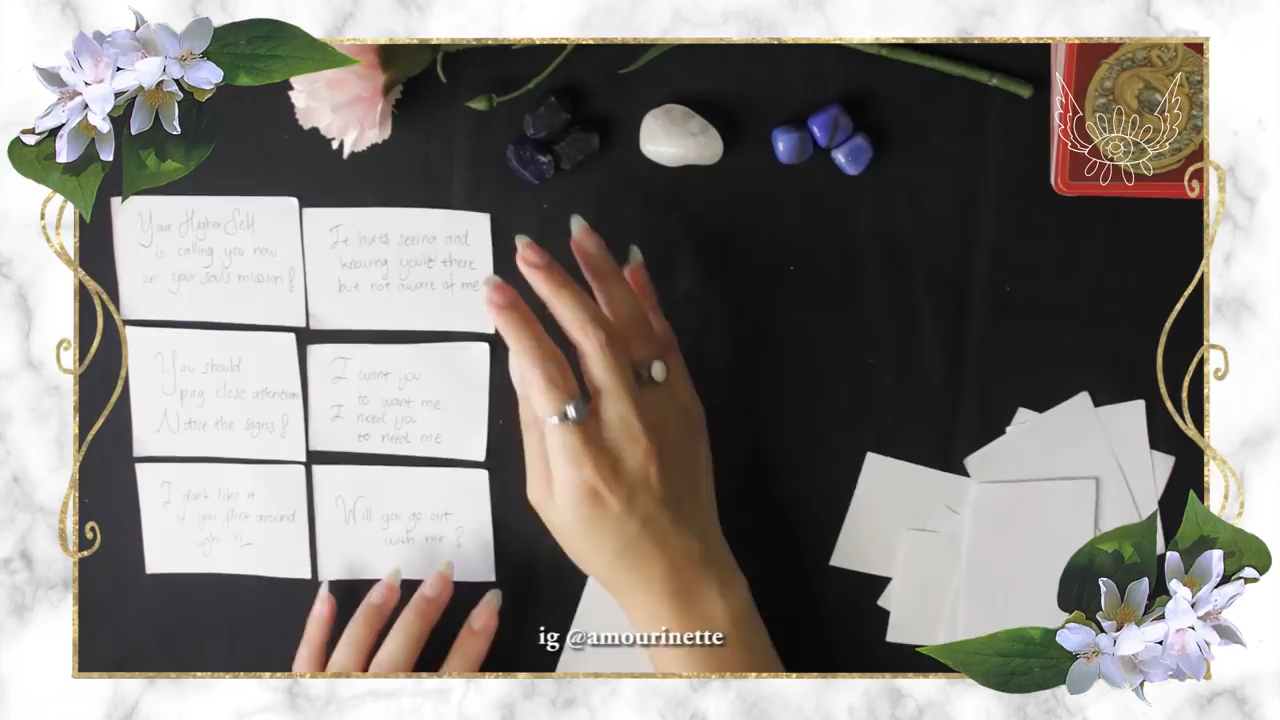 Your Higher Self
is calling you now
on your souls mission!
It hurts seeing and
knowing you're there
but not aware of me
You should
pay close attention
Notice the signs!
I want you
to want me
I need you
to need me
I don't like it
if you flirt around
ugh !!
Will you go out
with me ?
ig @amourinette